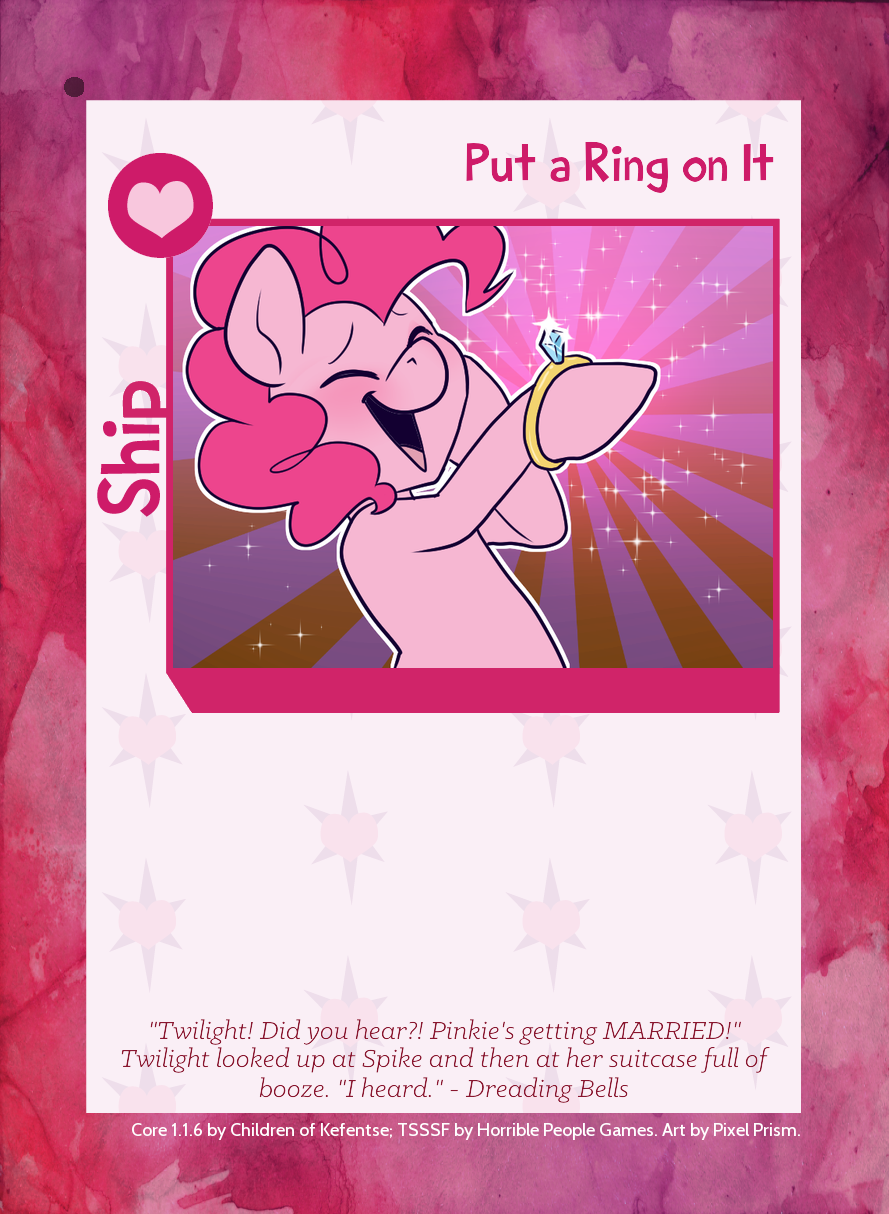 Put a Ring on It
Ship
"Twilight! Did you hear?! Pinkie's getting MARRIED!"
Twilight looked up at Spike and then at her suitcase full of
booze. "I heard." - Dreading Bells
Core 1.1.6 by Children of Kefentse; TSSSF by Horrible People Games. Art by Pixel Prism.